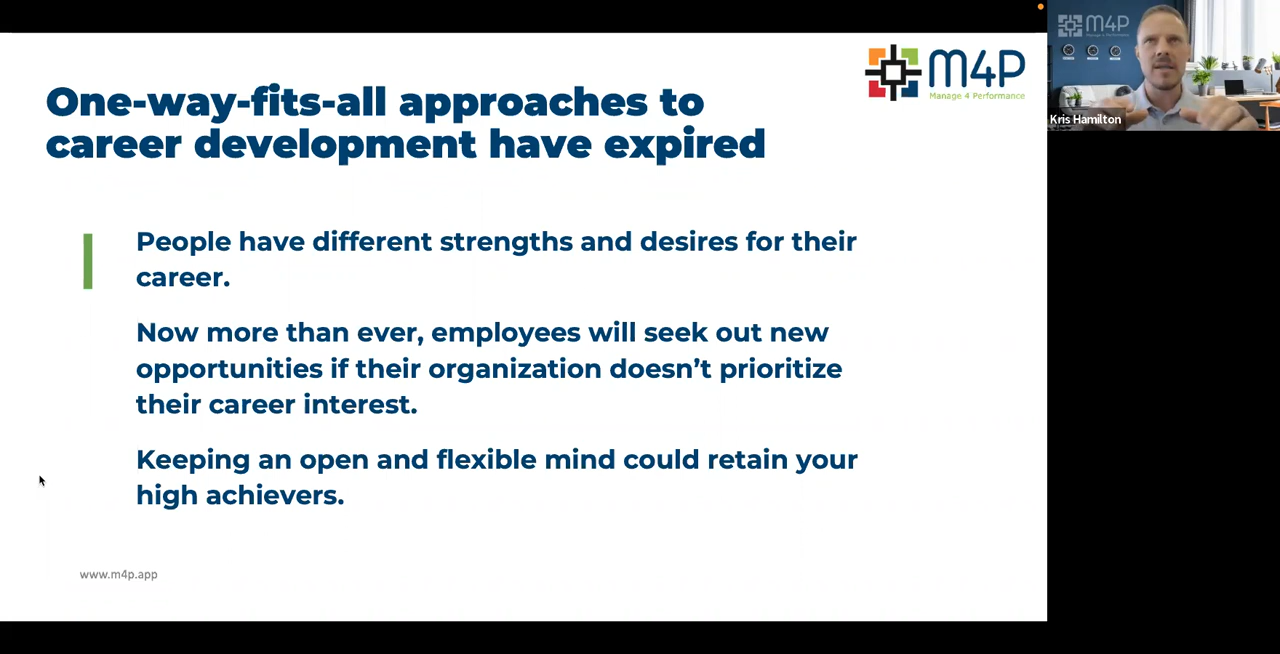 One-way-fits-all approaches to
career development have expired
M4P
Manage 4 Performance
People have different strengths and desires for their
career.
Now more than ever, employees will seek out new
opportunities if their organization doesn’t prioritize
their career interest.
Keeping an open and flexible mind could retain your
high achievers.
www.m4p.app
M4P
Kris Hamilton